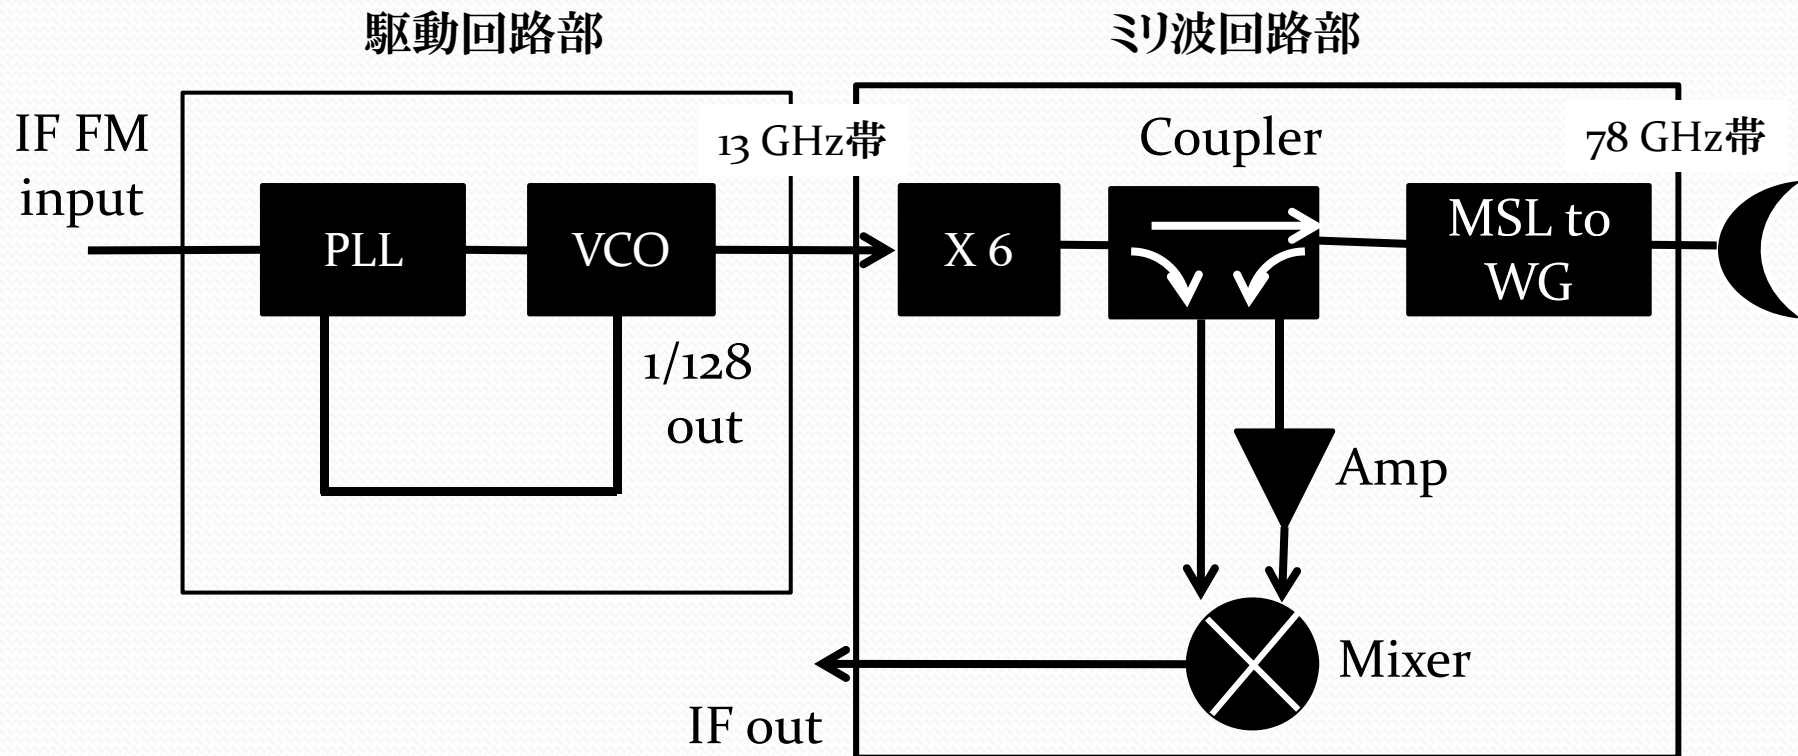 駆動回路部
ミリ波回路部
IF FM
input
13 GHz帯
Coupler
78 GHz帯
PLL
VCO
X 6
MSL to
WG
1/128
out
Amp
Mixer
IF out